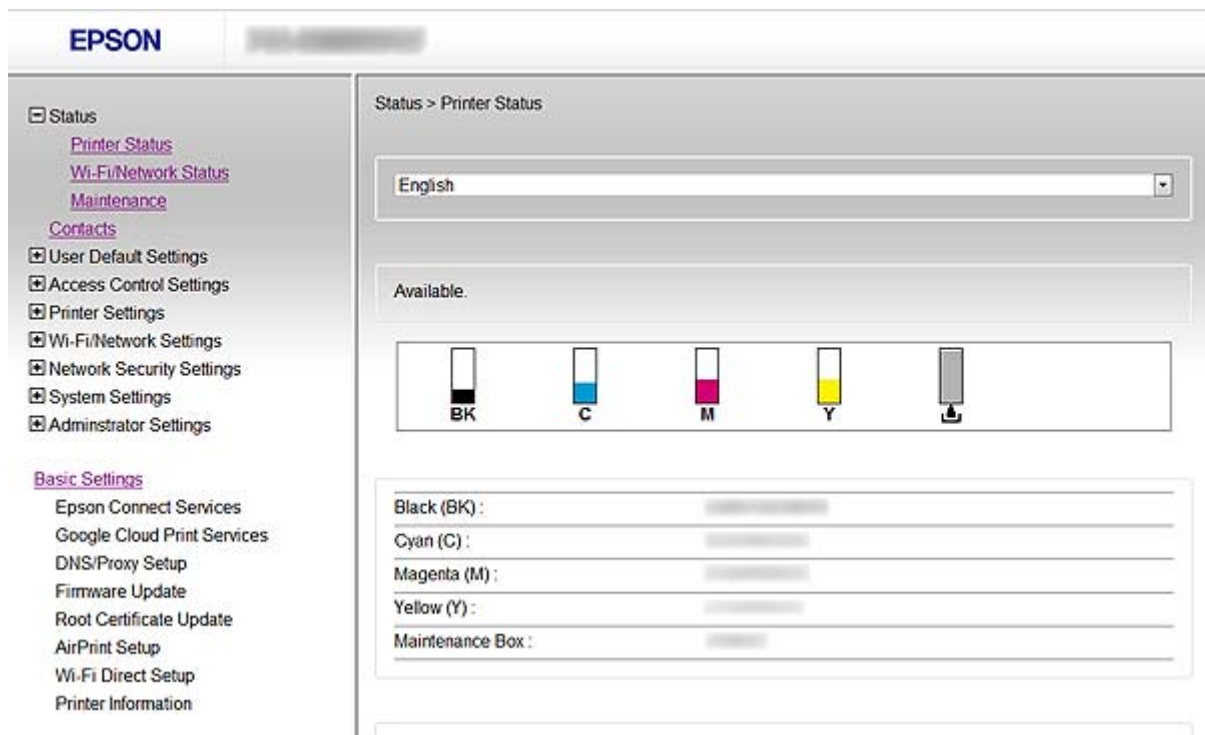 EPSON
Status
Printer Status
Wi-Fi/Network Status
Maintenance
Contacts
User Default Settings
Access Control Settings
Printer Settings
Wi-Fi/Network Settings
Network Security Settings
System Settings
Adminstrator Settings
Basic Settings
Epson Connect Services
Google Cloud Print Services
DNS/Proxy Setup
Firmware Update
Root Certificate Update
AirPrint Setup
Wi-Fi Direct Setup
Printer Information
Status > Printer Status
English
Available.
BK C M Y
Black (BK) :
Cyan (C) :
Magenta (M) :
Yellow (Y) :
Maintenance Box :